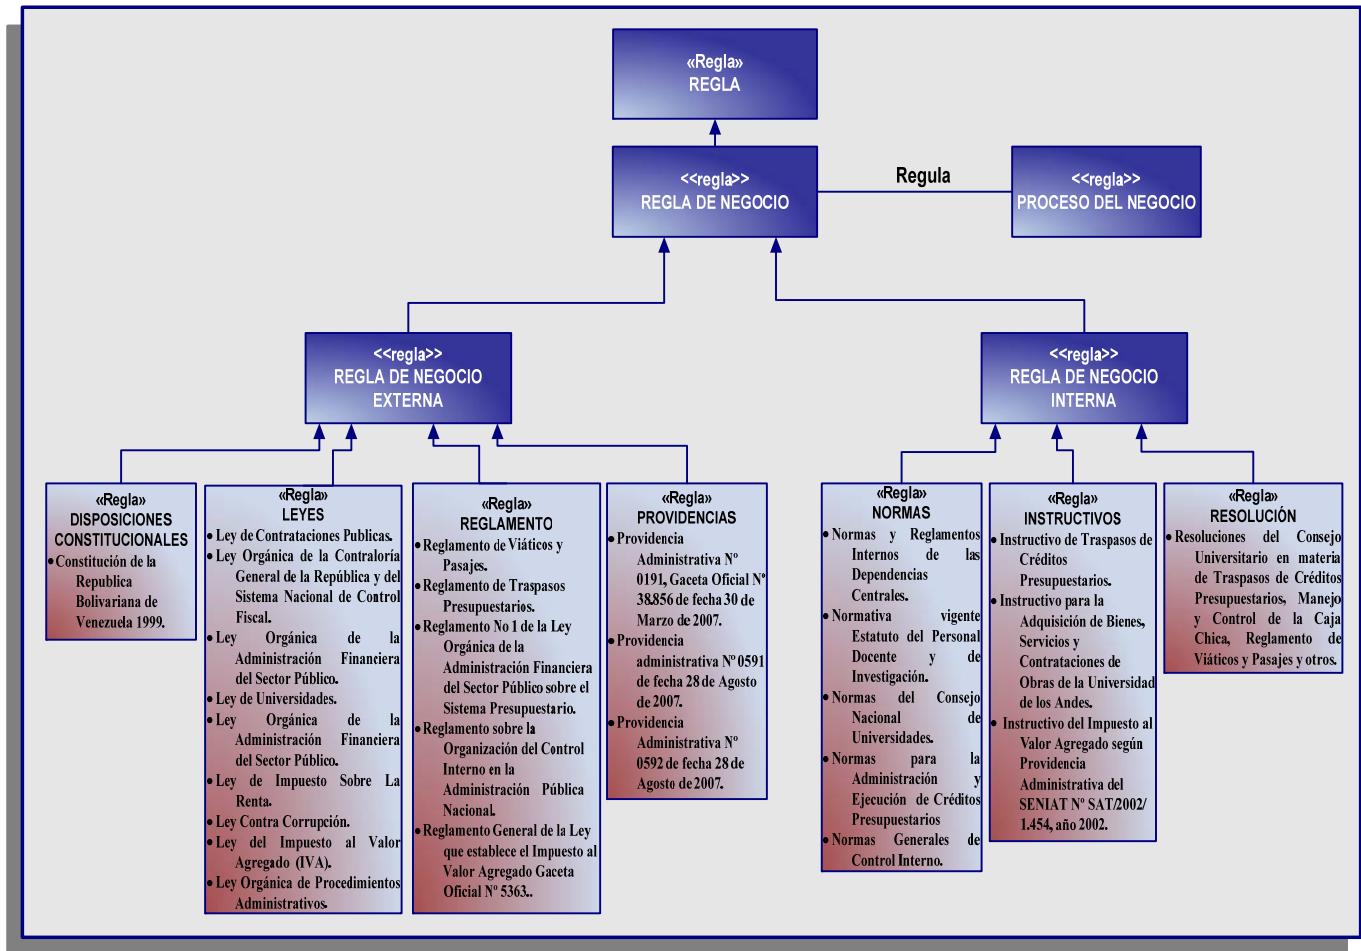 «Regla»
REGLA
<<regla>>
REGLA DE NEGOCIO
Regula
<<regla>>
PROCESO DEL NEGOCIO
<<regla>>
REGLA DE NEGOCIO
EXTERNA
<<regla>>
REGLA DE NEGOCIO
INTERNA
«Regla»
DISPOSICIONES
CONSTITUCIONALES
• Constitución de la
Republica
Bolivariana de
Venezuela 1999.
«Regla»
LEYES
• Ley de Contrataciones Publicas.
• Ley Orgánica de la Contraloría
General de la República y del
Sistema Nacional de Control
Fiscal.
• Ley Orgánica de la
Administración Financiera
del Sector Público.
• Ley de Universidades.
• Ley Orgánica de la
Administración Financiera
del Sector Público.
• Ley de Impuesto Sobre La
Renta.
• Ley Contra Corrupción.
• Ley del Impuesto al Valor
Agregado (IVA).
• Ley Orgánica de Procedimientos
Administrativos.
«Regla»
REGLAMENTO
• Reglamento de Viáticos y
Pasajes.
• Reglamento de Traspasos
Presupuestarios.
• Reglamento No 1 de la Ley
Orgánica de la
Administración Financiera
del Sector Público sobre el
Sistema Presupuestario.
• Reglamento sobre la
Organización del Control
Interno en la
Administración Pública
Nacional.
• Reglamento General de la Ley
que establece el Impuesto al
Valor Agregado Gaceta
Oficial Nº 5363..
«Regla»
PROVIDENCIAS
• Providencia
Administrativa Nº
0191, Gaceta Oficial Nº
38.856 de fecha 30 de
Marzo de 2007.
• Providencia
administrativa Nº 0591
de fecha 28 de Agosto
de 2007.
• Providencia
Administrativa Nº
0592 de fecha 28 de
Agosto de 2007.
«Regla»
NORMAS
• Normas y Reglamentos
Internos de las
Dependencias
Centrales.
• Normativa vigente
Estatuto del Personal
Docente y de
Investigación.
• Normas del Consejo
Nacional de
Universidades.
• Normas para la
Administración y
Ejecución de Créditos
Presupuestarios
• Normas Generales de
Control Interno.
«Regla»
INSTRUCTIVOS
• Instructivo de Traspasos de
Créditos
Presupuestarios.
• Instructivo para la
Adquisición de Bienes,
Servicios y
Contrataciones de
Obras de la Universidad
de los Andes.
• Instructivo del Impuesto al
Valor Agregado según
Providencia
Administrativa del
SENIAT Nº SAT/2002/
1.454, año 2002.
«Regla»
RESOLUCIÓN
• Resoluciones del Consejo
Universitario en materia
de Traspasos de Créditos
Presupuestarios, Manejo
y Control de la Caja
Chica, Reglamento de
Viáticos y Pasajes y otros.